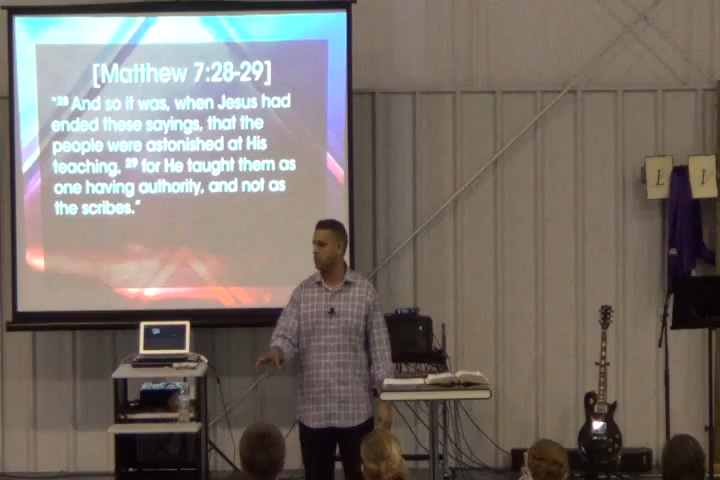 [Matthew 7:28-29]
"28 And so it was, when Jesus had
ended these sayings, that the
people were astonished at His
teaching, 29 for He taught them as
one having authority, and not as
the scribes."
L